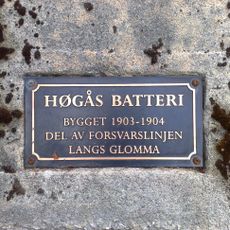 HØGÅS BATTERI
BYGGET 1903-1904
DEL AV FORSVARSLINJEN
LANGS GLOMMA